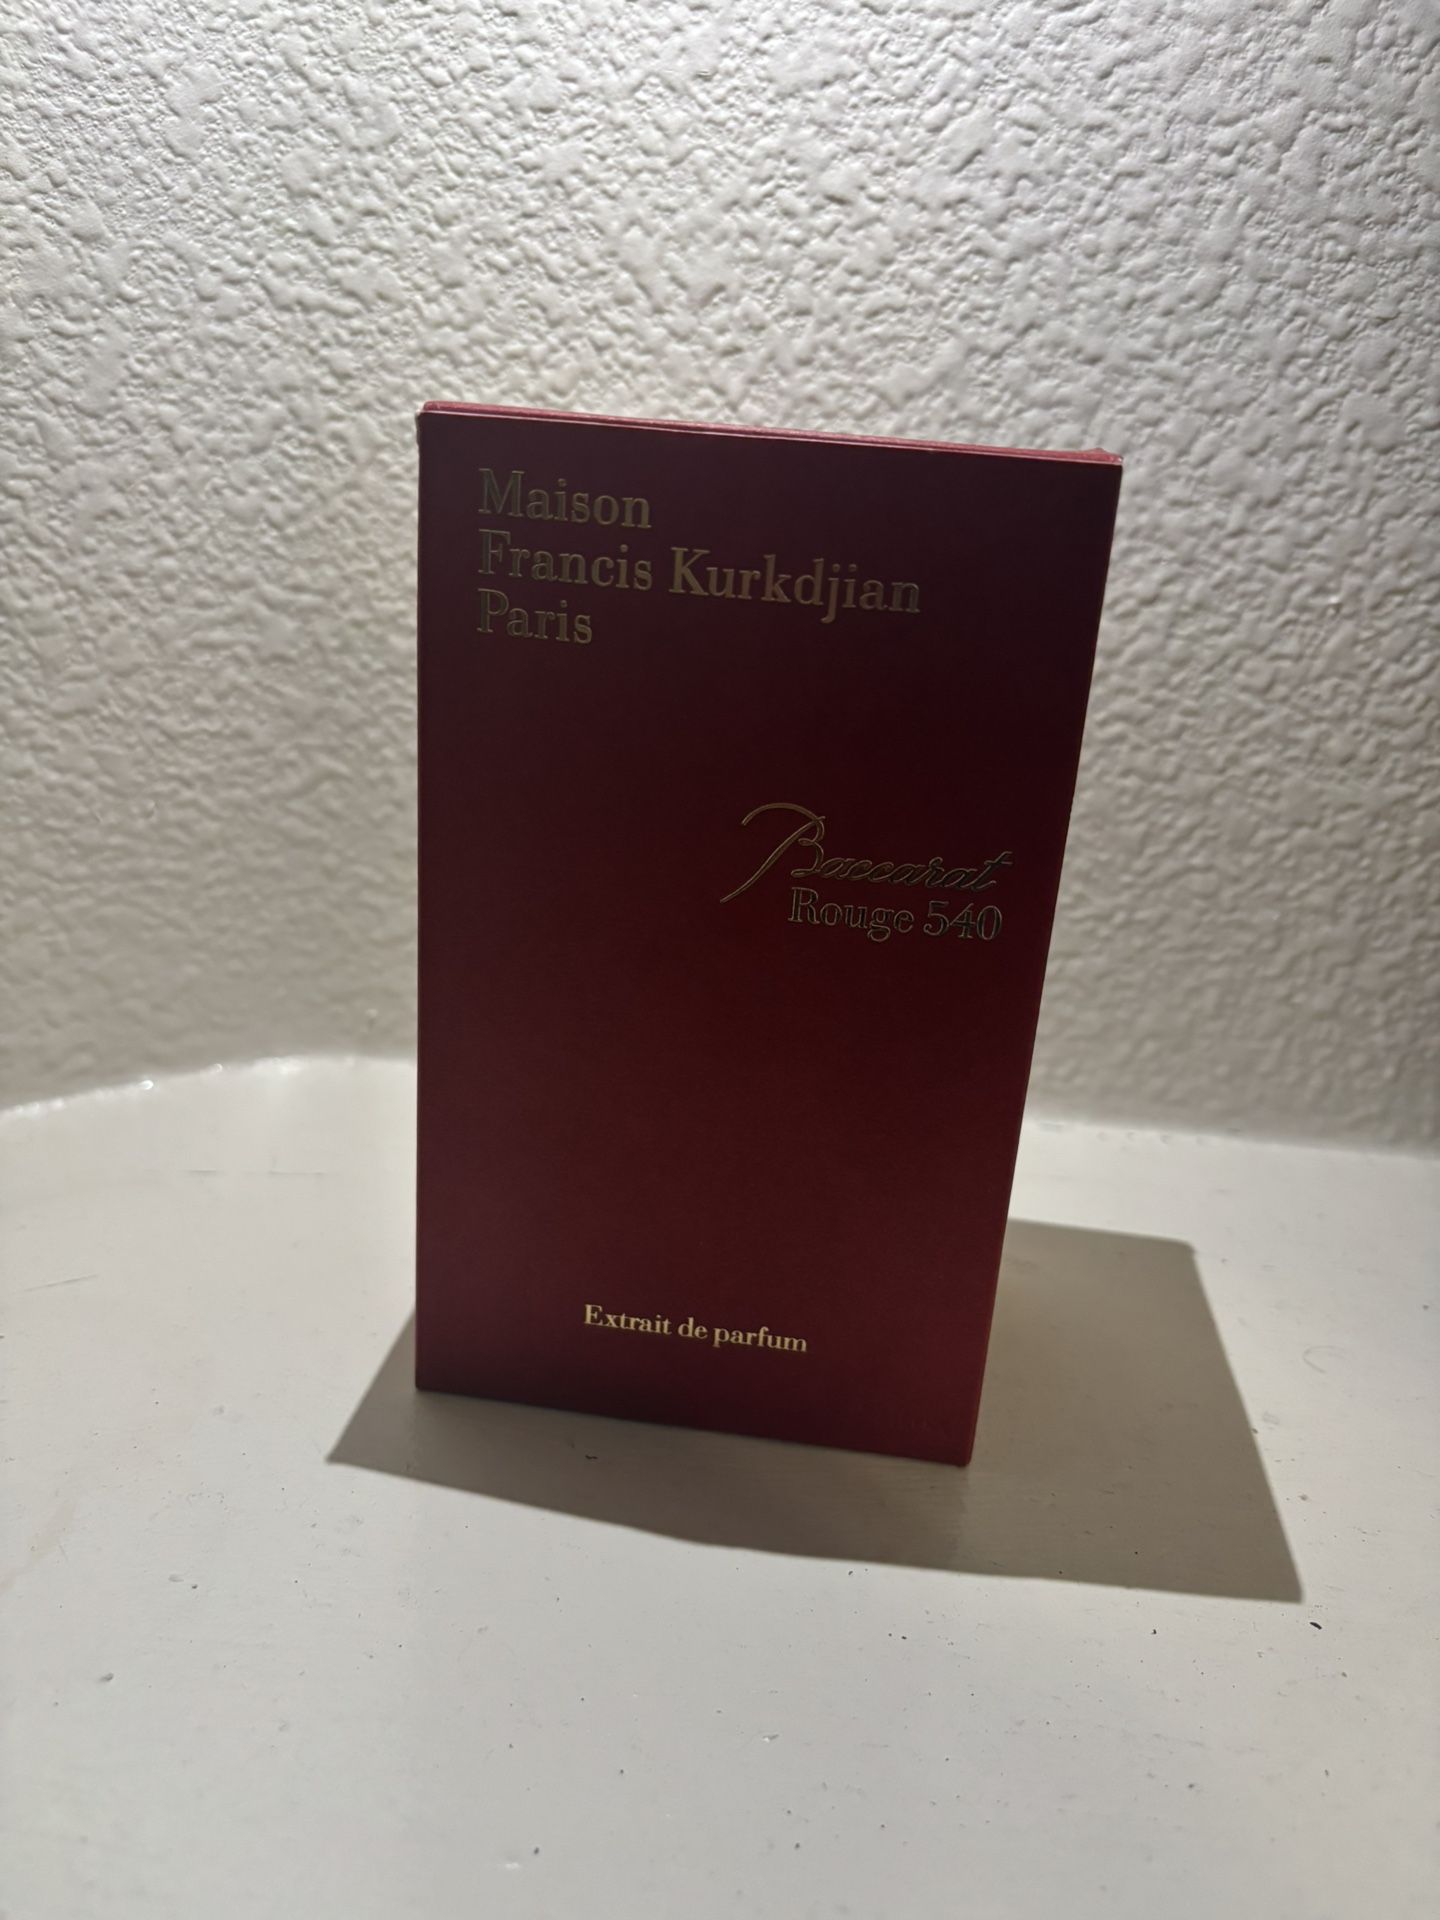 Maison
Francis Kurkdjian
Paris
Baccarat
Rouge 540
Extrait de parfum